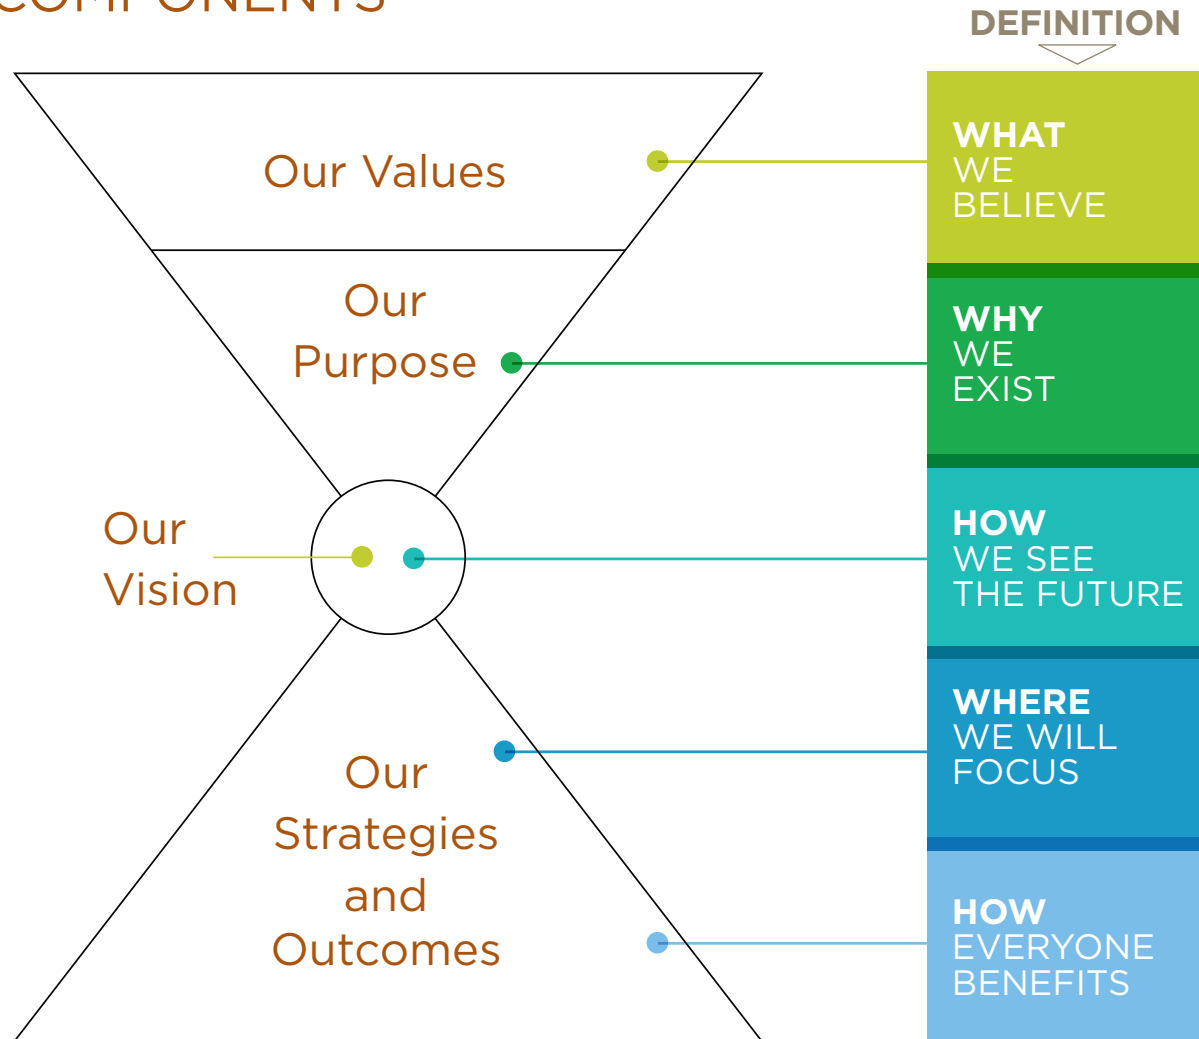 COMPONENTS
DEFINITION
Our Values
WHAT
WE
BELIEVE
Our
Purpose
WHY
WE
EXIST
Our
Vision
HOW
WE SEE
THE FUTURE
Our
Strategies
and
Outcomes
WHERE
WE WILL
FOCUS
HOW
EVERYONE
BENEFITS